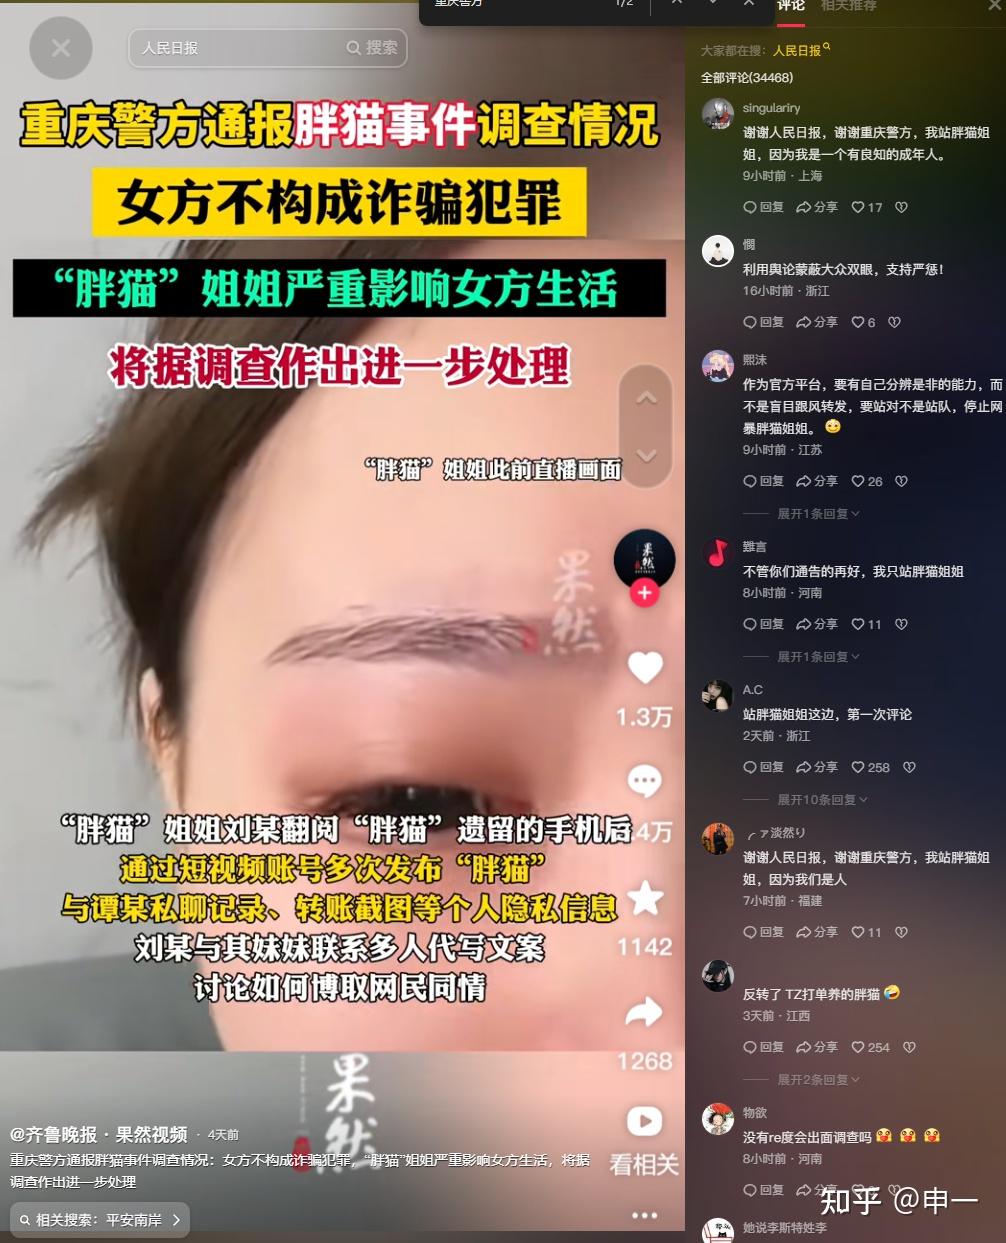 重庆警方
1/2
人民日报
搜索
重庆警方通报胖猫事件调查情况
女方不构成诈骗犯罪
“胖猫”姐姐严重影响女方生活
将据调查作出进一步处理
“胖猫”姐姐此前直播画面
果然
果然
1.3万
“胖猫”姐姐刘某翻阅“胖猫”遗留的手机后
.4万
通过短视频账号多次发布“胖猫”
与谭某私聊记录、转账截图等个人隐私信息
刘某与其妹妹联系多人代写文案
讨论如何博取网民同情
1142
1268
果然
看相关
@齐鲁晚报·果然视频 · 4天前
重庆警方通报胖猫事件调查情况：女方不构成诈骗犯罪，“胖猫”姐姐严重影响女方生活，将据
调查作出进一步处理
相关搜索：平安南岸
评论
相关推荐
大家都在搜：人民日报
全部评论(34468)
singulariry
谢谢人民日报，谢谢重庆警方，我站胖猫姐
姐，因为我是一个有良知的成年人。
9小时前 · 上海
回复 分享 17
憪
利用舆论蒙蔽大众双眼，支持严惩！
16小时前 · 浙江
回复 分享 6
熙沫
作为官方平台，要有自己分辨是非的能力，而
不是盲目跟风转发，要站对不是站队，停止网
暴胖猫姐姐。
9小时前 · 江苏
回复 分享 26
展开1条回复
難言
不管你们通告的再好，我只站胖猫姐姐
8小时前 · 河南
回复 分享 11
展开1条回复
A.C
站胖猫姐姐这边，第一次评论
2天前 · 浙江
回复 分享 258
展开10条回复
╭ァ淡然り
谢谢人民日报，谢谢重庆警方，我站胖猫姐
姐，因为我们是人
7小时前 · 福建
回复 分享 11
反转了 TZ打单养的胖猫
3天前 · 江西
回复 分享 254
展开2条回复
物欲
没有re度会出面调查吗
8小时前 · 河南
回复 分享
知乎 @申一
她说李斯特姓李